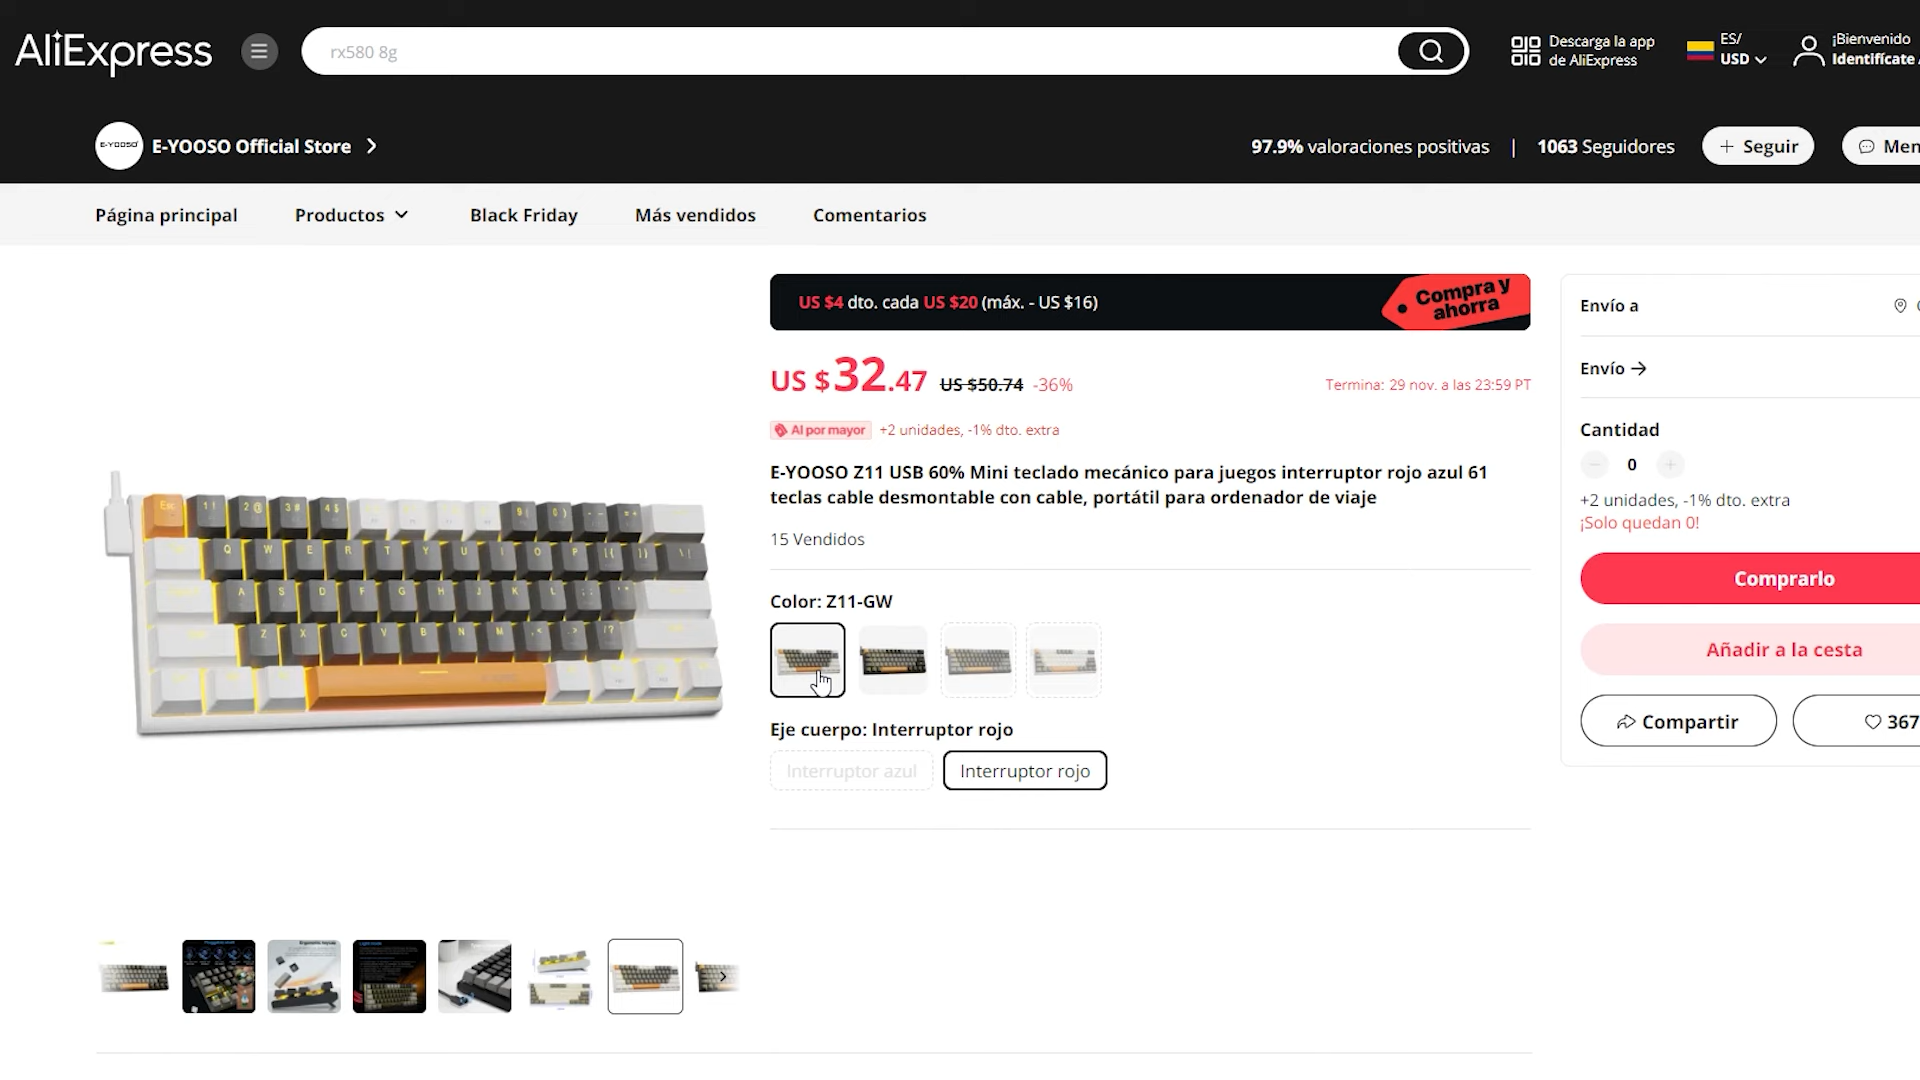 AliExpress
rx580 8g
Descarga la app
de AliExpress
ES/
USD
¡Bienvenido
Identifícate
E-YOOSO
E-YOOSO Official Store
97.9% valoraciones positivas | 1063 Seguidores
+ Seguir
Men
Página principal
Productos
Black Friday
Más vendidos
Comentarios
US $4 dto. cada US $20 (máx. - US $16)
Compra y
ahorra
US $32.47 US $50.74 -36%
Termina: 29 nov. a las 23:59 PT
Al por mayor +2 unidades, -1% dto. extra
E-YOOSO Z11 USB 60% Mini teclado mecánico para juegos interruptor rojo azul 61
teclas cable desmontable con cable, portátil para ordenador de viaje
15 Vendidos
Color: Z11-GW
Eje cuerpo: Interruptor rojo
Interruptor azul
Interruptor rojo
Envío a
Envío
Cantidad
0
+2 unidades, -1% dto. extra
¡Solo quedan 0!
Comprarlo
Añadir a la cesta
Compartir
367
Esc
Q W E R T Y U I O P
A S D F G H J K L
Z X C V B N M